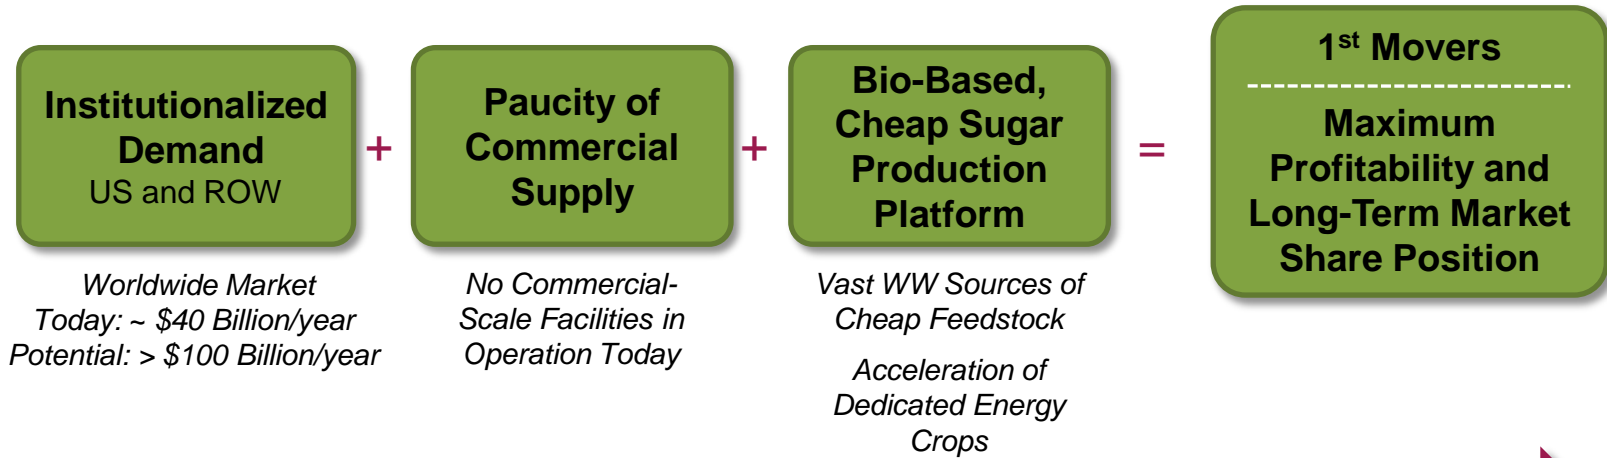 Institutionalized
Demand
US and ROW
Worldwide Market
Today: ~ $40 Billion/year
Potential: > $100 Billion/year
+
Paucity of
Commercial
Supply
No Commercial-
Scale Facilities in
Operation Today
+
Bio-Based,
Cheap Sugar
Production
Platform
Vast WW Sources of
Cheap Feedstock
Acceleration of
Dedicated Energy
Crops
=
1st Movers
Maximum
Profitability and
Long-Term Market
Share Position